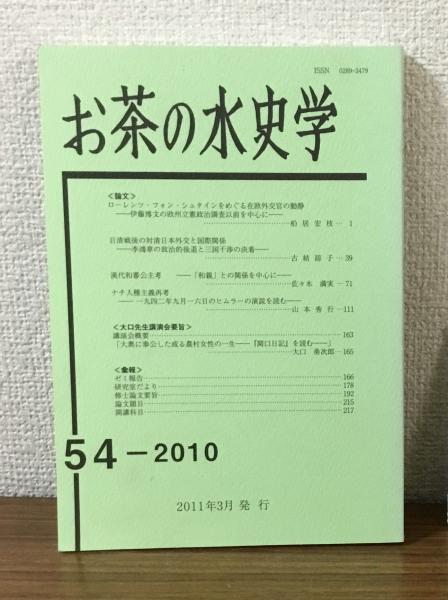 ISSN 0289-3479
お茶の水史学
＜論文＞
ローレンツ・フォン・シュタインをめぐる在欧外交官の動静
――伊藤博文の欧州立憲政治調査以前を中心に――
船居宏枝…1
日清戦後の対清日本外交と国際関係
――李鴻章の政治的後退と三国干渉の決着――
古結諒子…39
漢代和蕃公主考 ――「和親」との関係を中心に――
佐々木満実…71
ナチ人種主義再考
――一九四二年九月一六日のヒムラーの演説を読む――
山本秀行…111
＜大口先生講演会要旨＞
講演会概要…163
「大奥に奉公した或る農村女性の一生――『関口日記』を読む――」
大口勇次郎…165
＜彙報＞
ゼミ報告…166
研究室だより…178
修士論文要旨…192
論文題目…215
開講科目…217
54－2010
2011年3月 発行